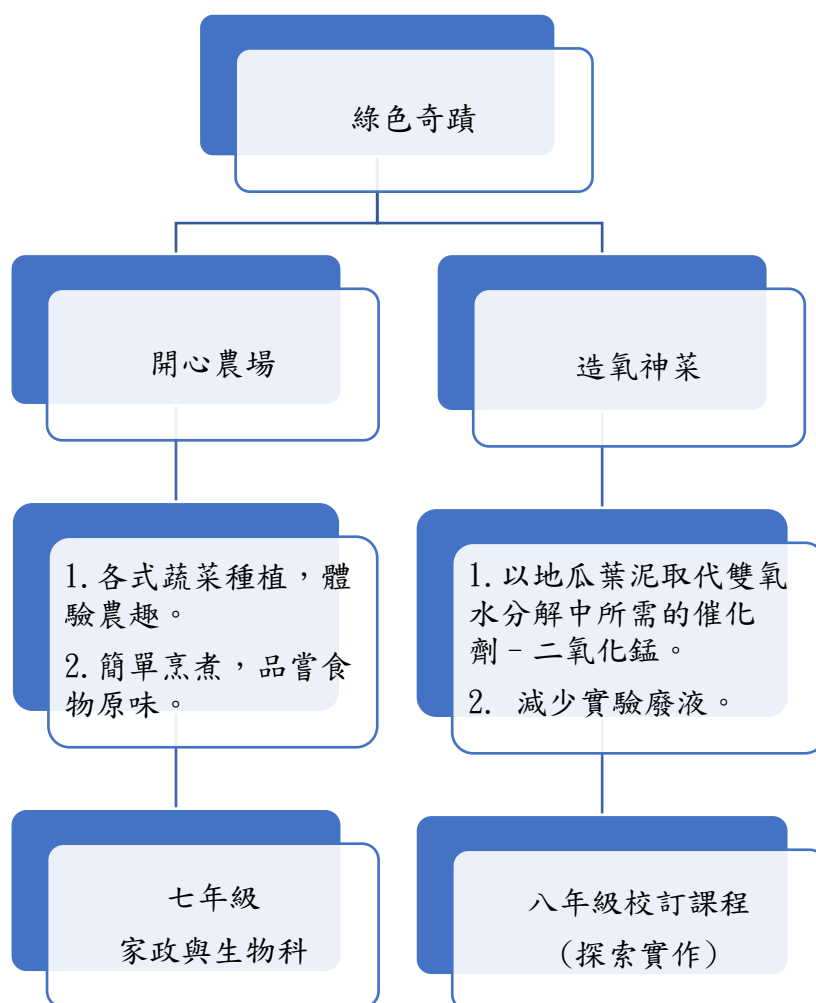 綠色奇蹟
開心農場
造氧神菜
1. 各式蔬菜種植，體
驗農趣。
2. 簡單烹煮，品嘗食
物原味。
1. 以地瓜葉泥取代雙氧
水分解中所需的催化
劑–二氧化錳。
2. 減少實驗廢液。
七年級
家政與生物科
八年級校訂課程
（探索實作）